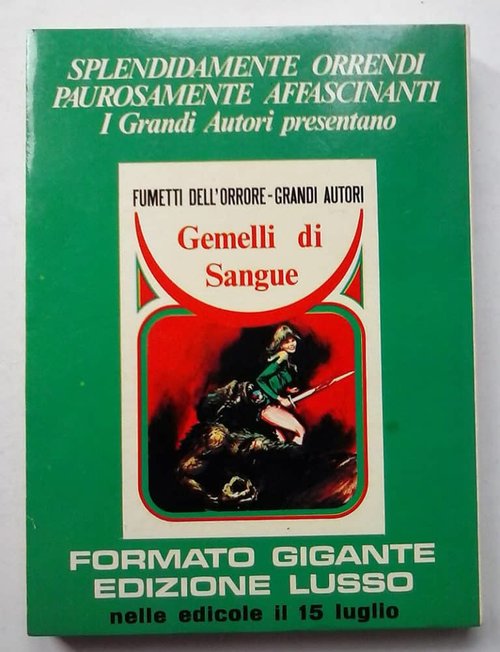 SPLENDIDAMENTE ORRENDI
PAUROSAMENTE AFFASCINANTI
I Grandi Autori presentano
FUMETTI DELL'ORRORE-GRANDI AUTORI
Gemelli di
Sangue
FORMATO GIGANTE
EDIZIONE LUSSO
nelle edicole il 15 luglio